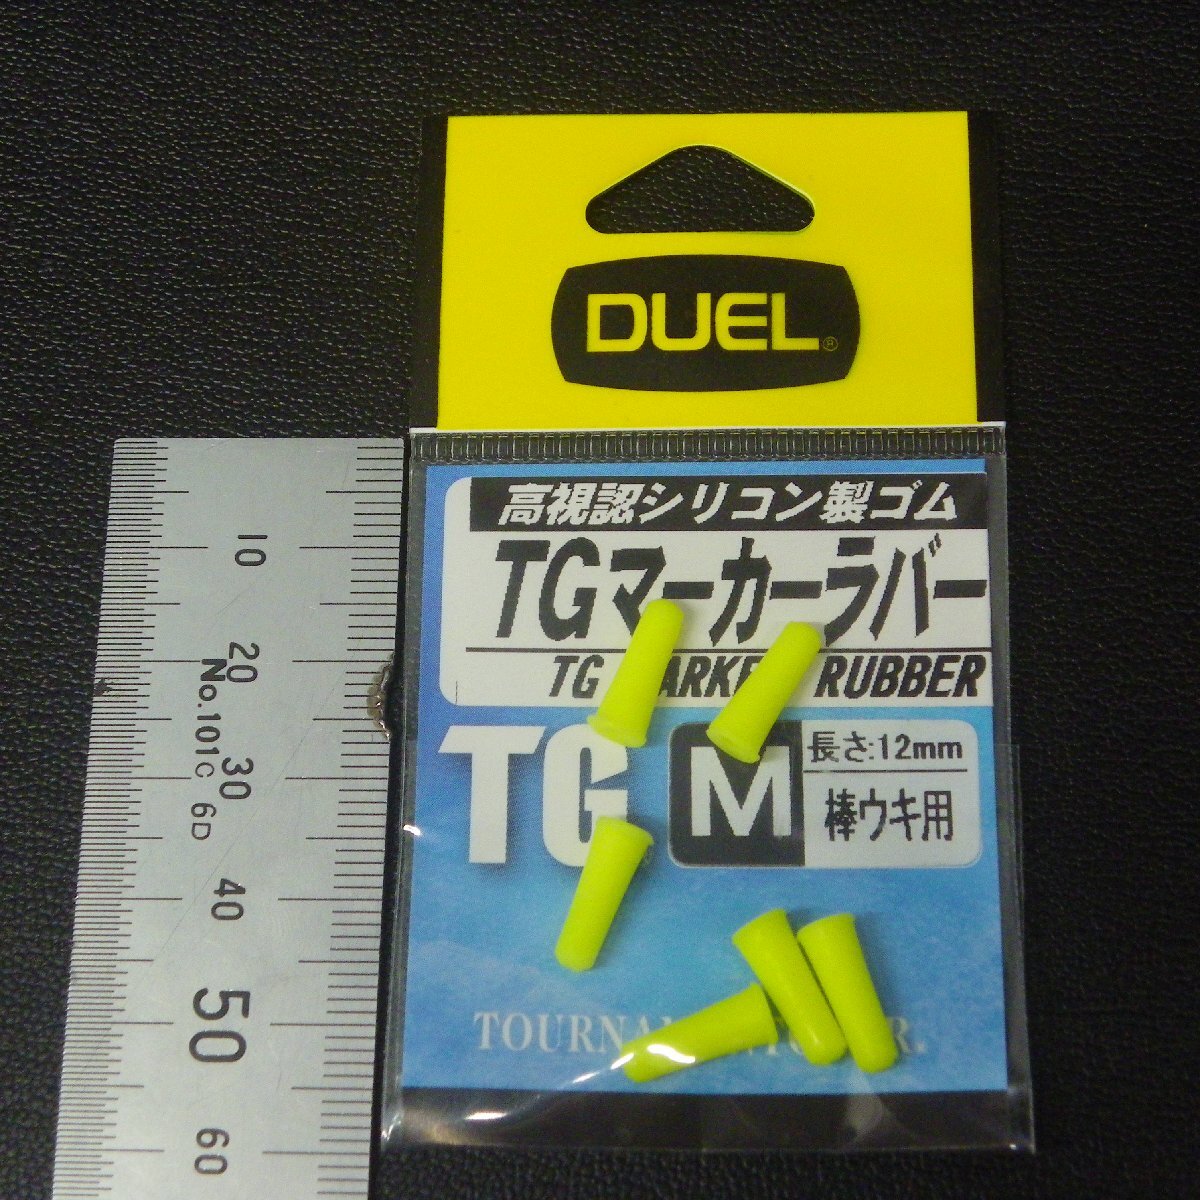 DUEL®
高視認シリコン製ゴム
TGマーカーラバー
TG MARKER RUBBER
TG
M
長さ:12mm
棒ウキ用
10
20
30
40
50
60
No.101C 6D